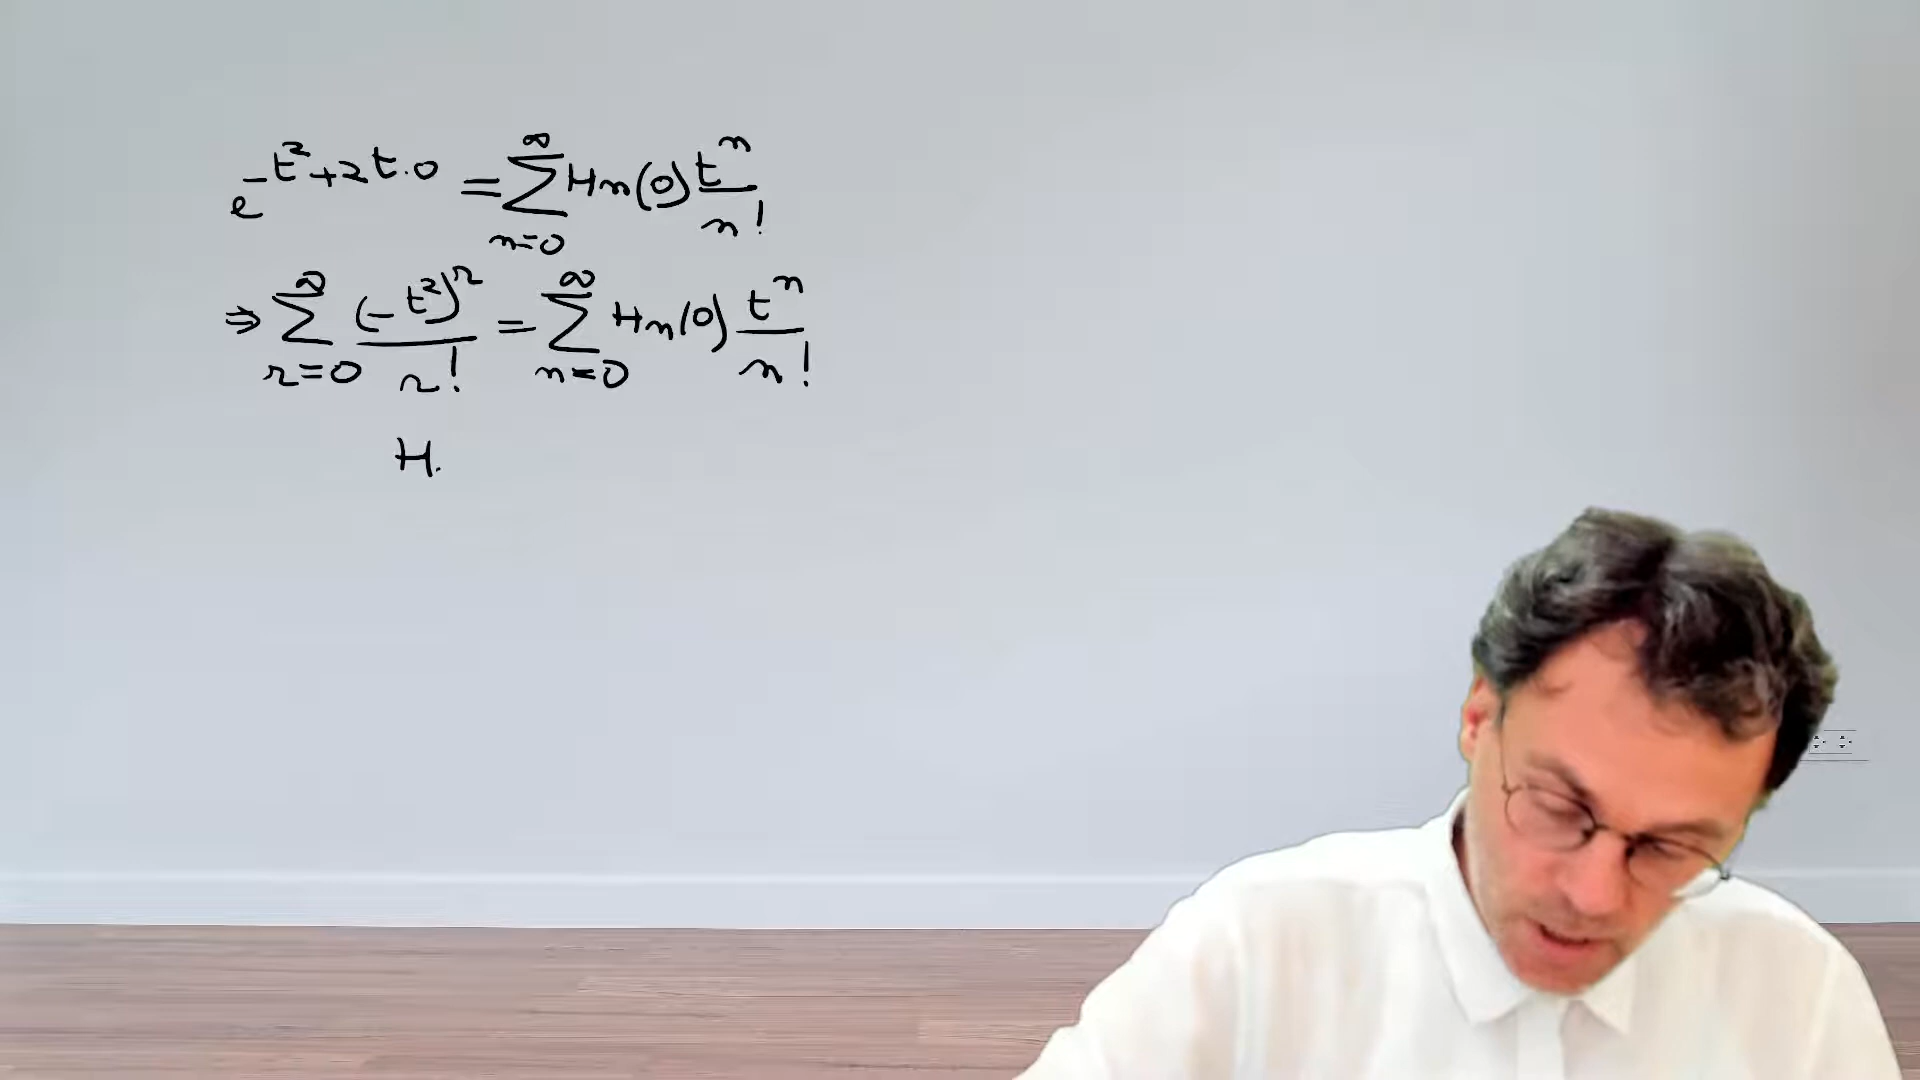 e^{-t^2+2t.0} = ∑_{n=0}^{∞} Hn(0) t^n/n!
⇒ ∑_{r=0}^{∞} (-t^2)^r/r! = ∑_{n=0}^{∞} Hn(0) t^n/n!
H.